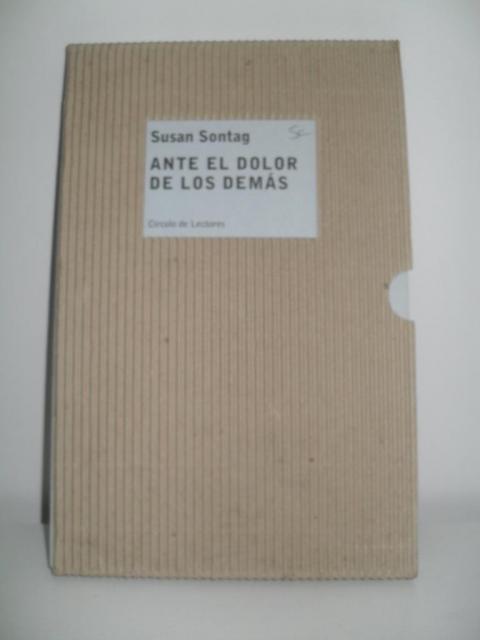 Susan Sontag
ANTE EL DOLOR
DE LOS DEMÁS
Círculo de Lectores